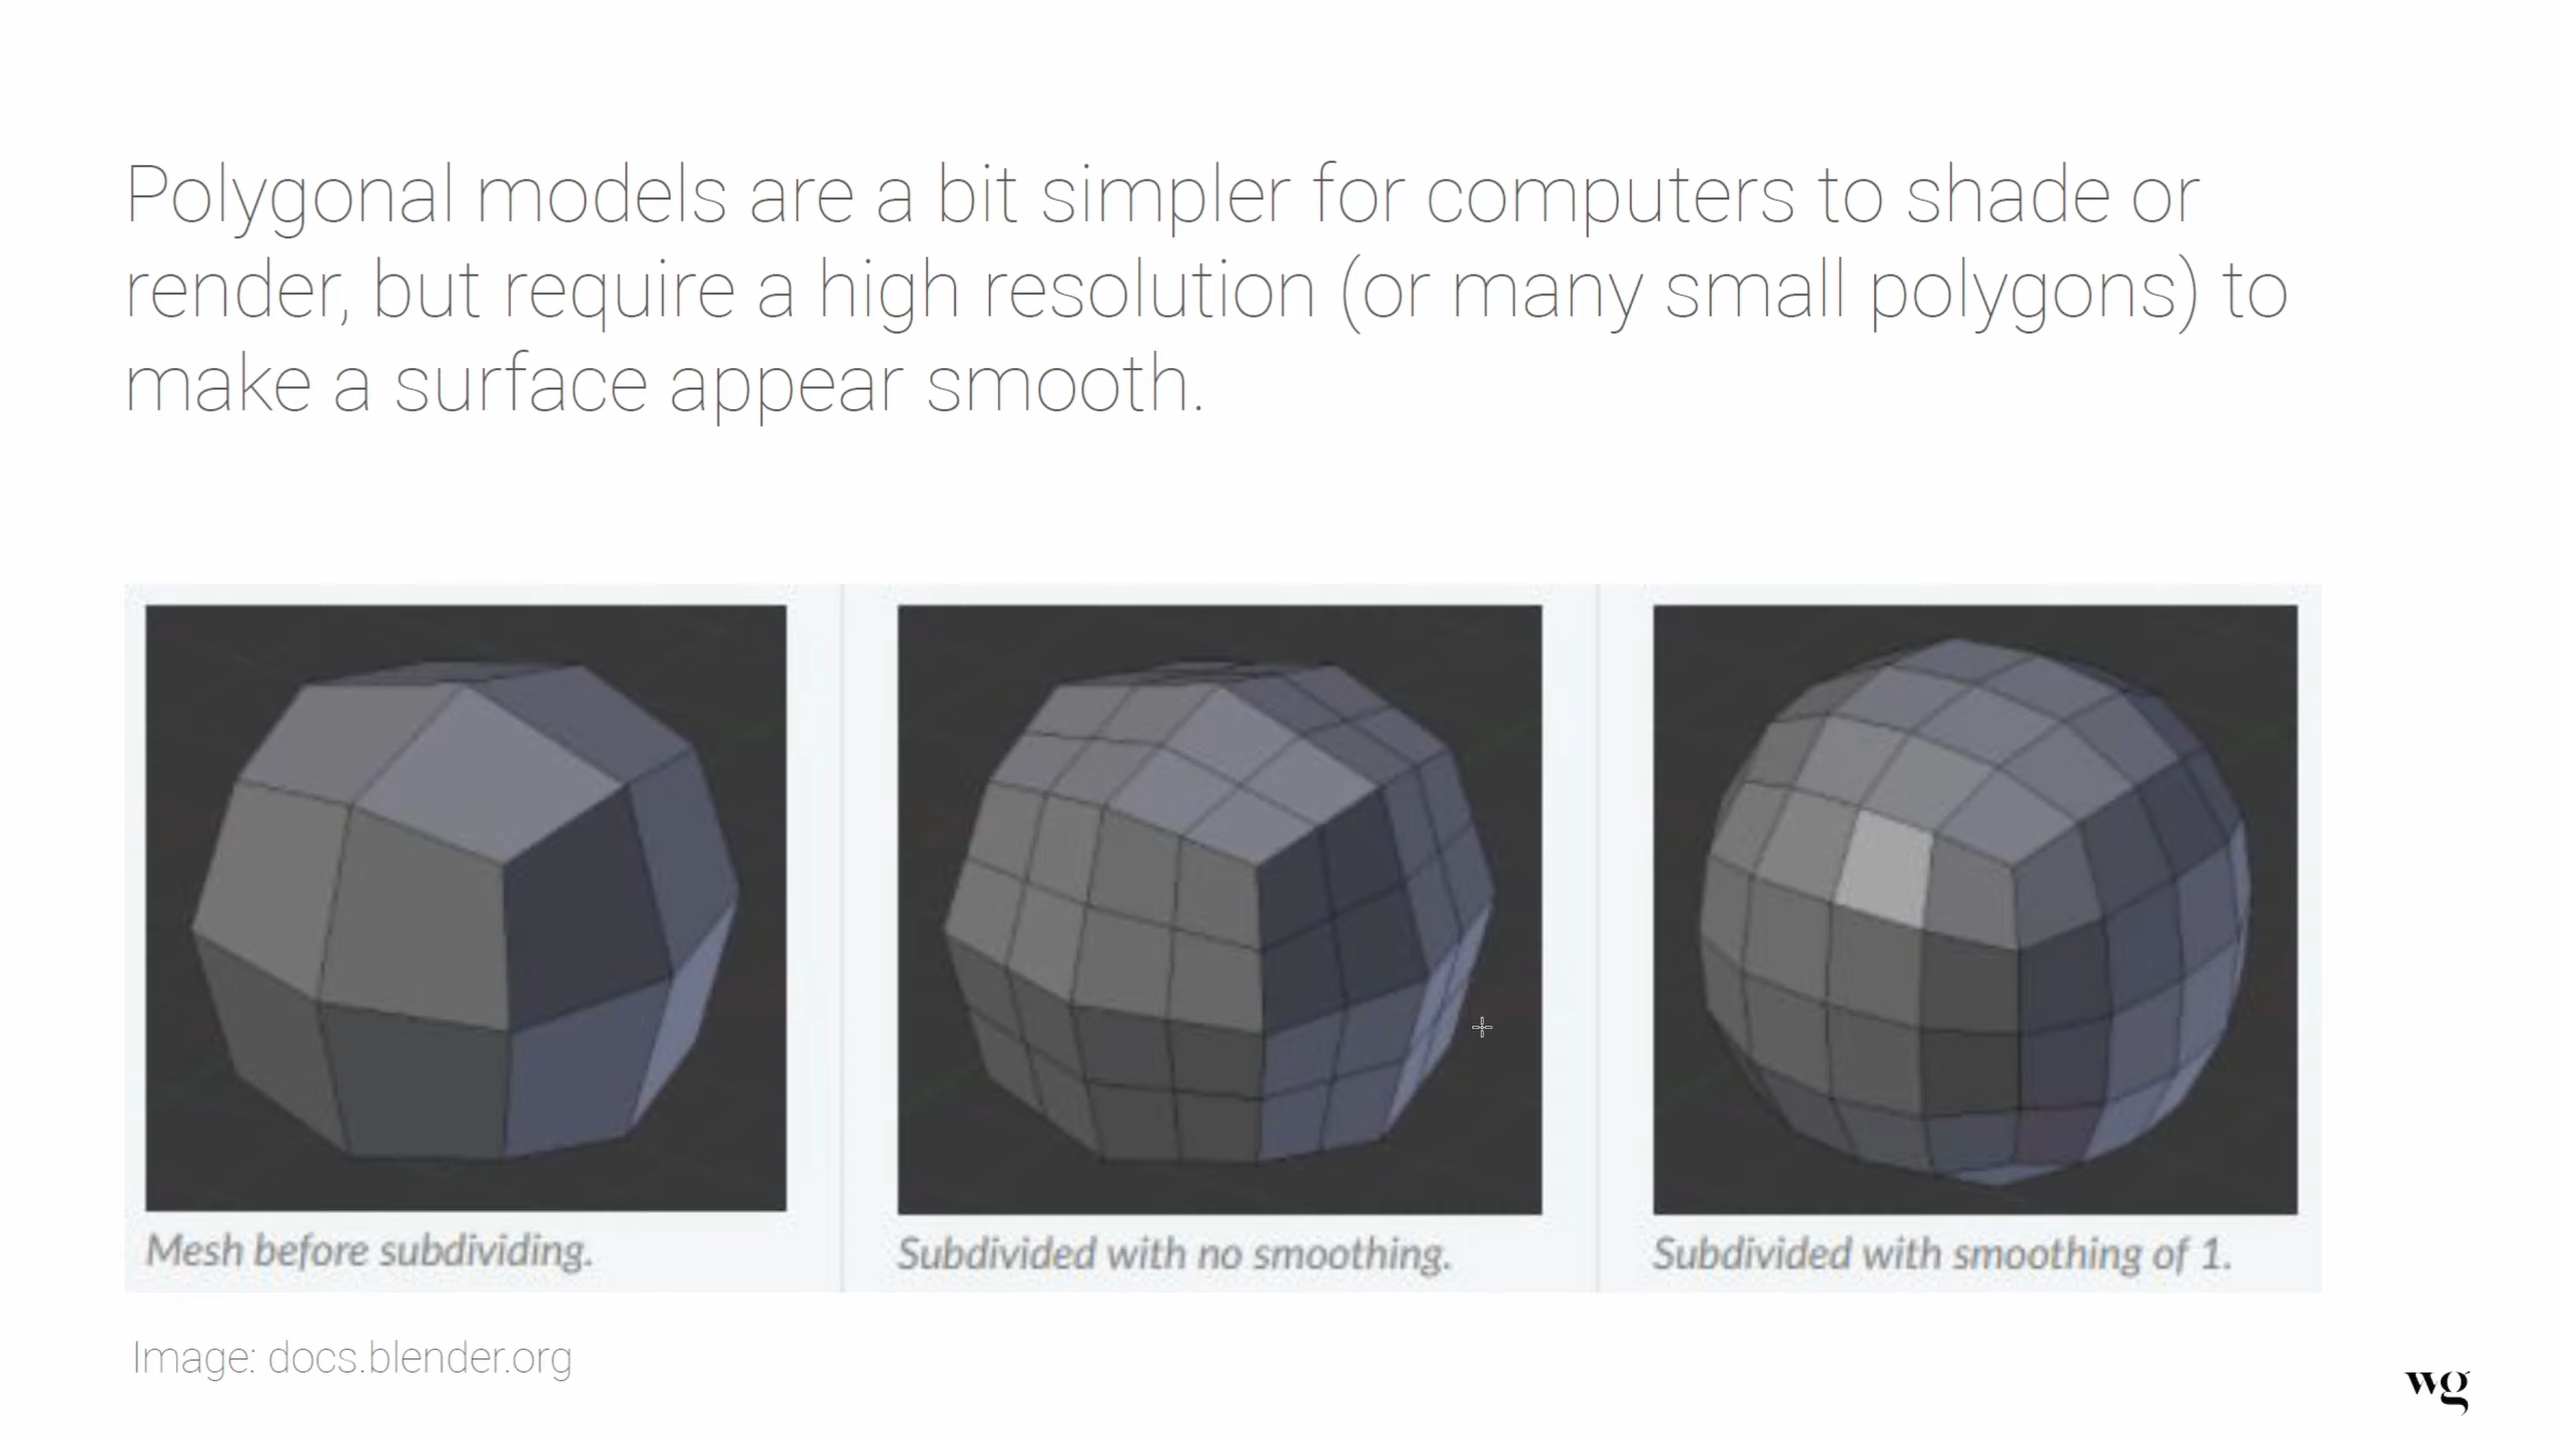 Polygonal models are a bit simpler for computers to shade or
render, but require a high resolution (or many small polygons) to
make a surface appear smooth.
Mesh before subdividing.
Subdivided with no smoothing.
Subdivided with smoothing of 1.
Image: docs.blender.org
wg